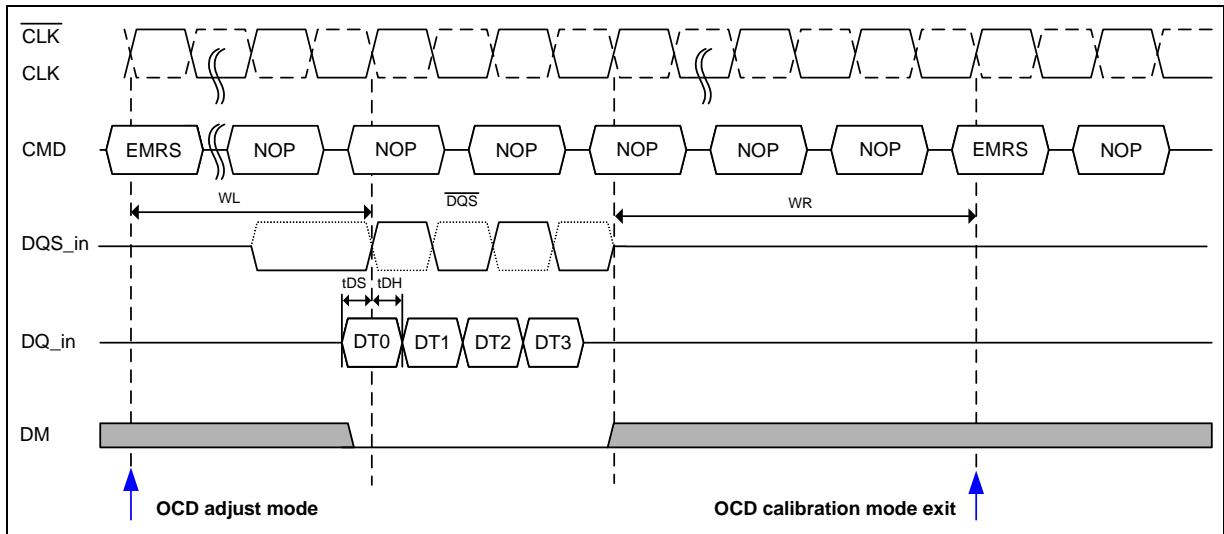 CLK
CLK
CMD
EMRS NOP NOP NOP NOP NOP NOP EMRS NOP
WL DQS WR
DQS_in
tDS tDH
DQ_in
DT0 DT1 DT2 DT3
DM
OCD adjust mode OCD calibration mode exit